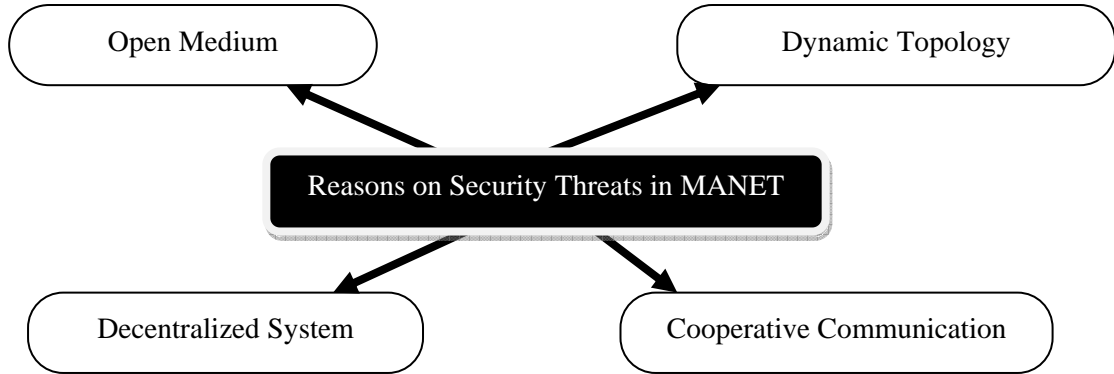 Open Medium
Dynamic Topology
Reasons on Security Threats in MANET
Decentralized System
Cooperative Communication